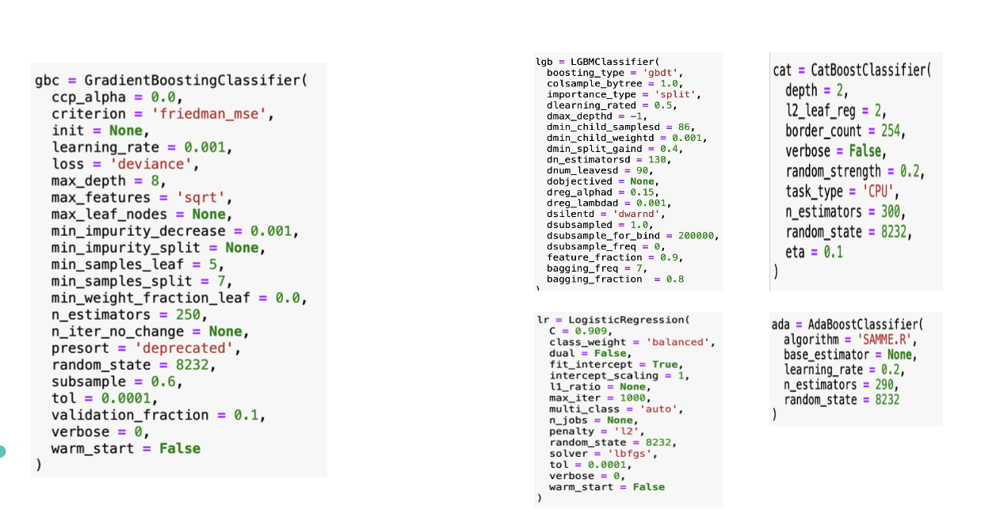 gbc = GradientBoostingClassifier(
ccp_alpha = 0.0,
criterion = 'friedman_mse',
init = None,
learning_rate = 0.001,
loss = 'deviance',
max_depth = 8,
max_features = 'sqrt',
max_leaf_nodes = None,
min_impurity_decrease = 0.001,
min_impurity_split = None,
min_samples_leaf = 5,
min_samples_split = 7,
min_weight_fraction_leaf = 0.0,
n_estimators = 250,
n_iter_no_change = None,
presort = 'deprecated',
random_state = 8232,
subsample = 0.6,
tol = 0.0001,
validation_fraction = 0.1,
verbose = 0,
warm_start = False
)
lgb = LGBMClassifier(
boosting_type = 'gbdt',
colsample_bytree = 1.0,
importance_type = 'split',
dlearning_rated = 0.5,
dmax_depthd = -1,
dmin_child_samplesd = 86,
dmin_child_weightd = 0.001,
dmin_split_gaind = 0.4,
dn_estimatorsd = 130,
dnum_leavesd = 90,
dobjectived = None,
dreg_alphad = 0.15,
dreg_lambdad = 0.001,
dsilentd = 'dwarnd',
dsubsampled = 1.0,
dsubsample_for_bind = 200000,
dsubsample_freq = 0,
feature_fraction = 0.9,
bagging_freq = 7,
bagging_fraction  = 0.8
)
cat = CatBoostClassifier(
depth = 2,
l2_leaf_reg = 2,
border_count = 254,
verbose = False,
random_strength = 0.2,
task_type = 'CPU',
n_estimators = 300,
random_state = 8232,
eta = 0.1
)
lr = LogisticRegression(
C = 0.909,
class_weight = 'balanced',
dual = False,
fit_intercept = True,
intercept_scaling = 1,
l1_ratio = None,
max_iter = 1000,
multi_class = 'auto',
n_jobs = None,
penalty = 'l2',
random_state = 8232,
solver = 'lbfgs',
tol = 0.0001,
verbose = 0,
warm_start = False
)
ada = AdaBoostClassifier(
algorithm = 'SAMME.R',
base_estimator = None,
learning_rate = 0.2,
n_estimators = 290,
random_state = 8232
)